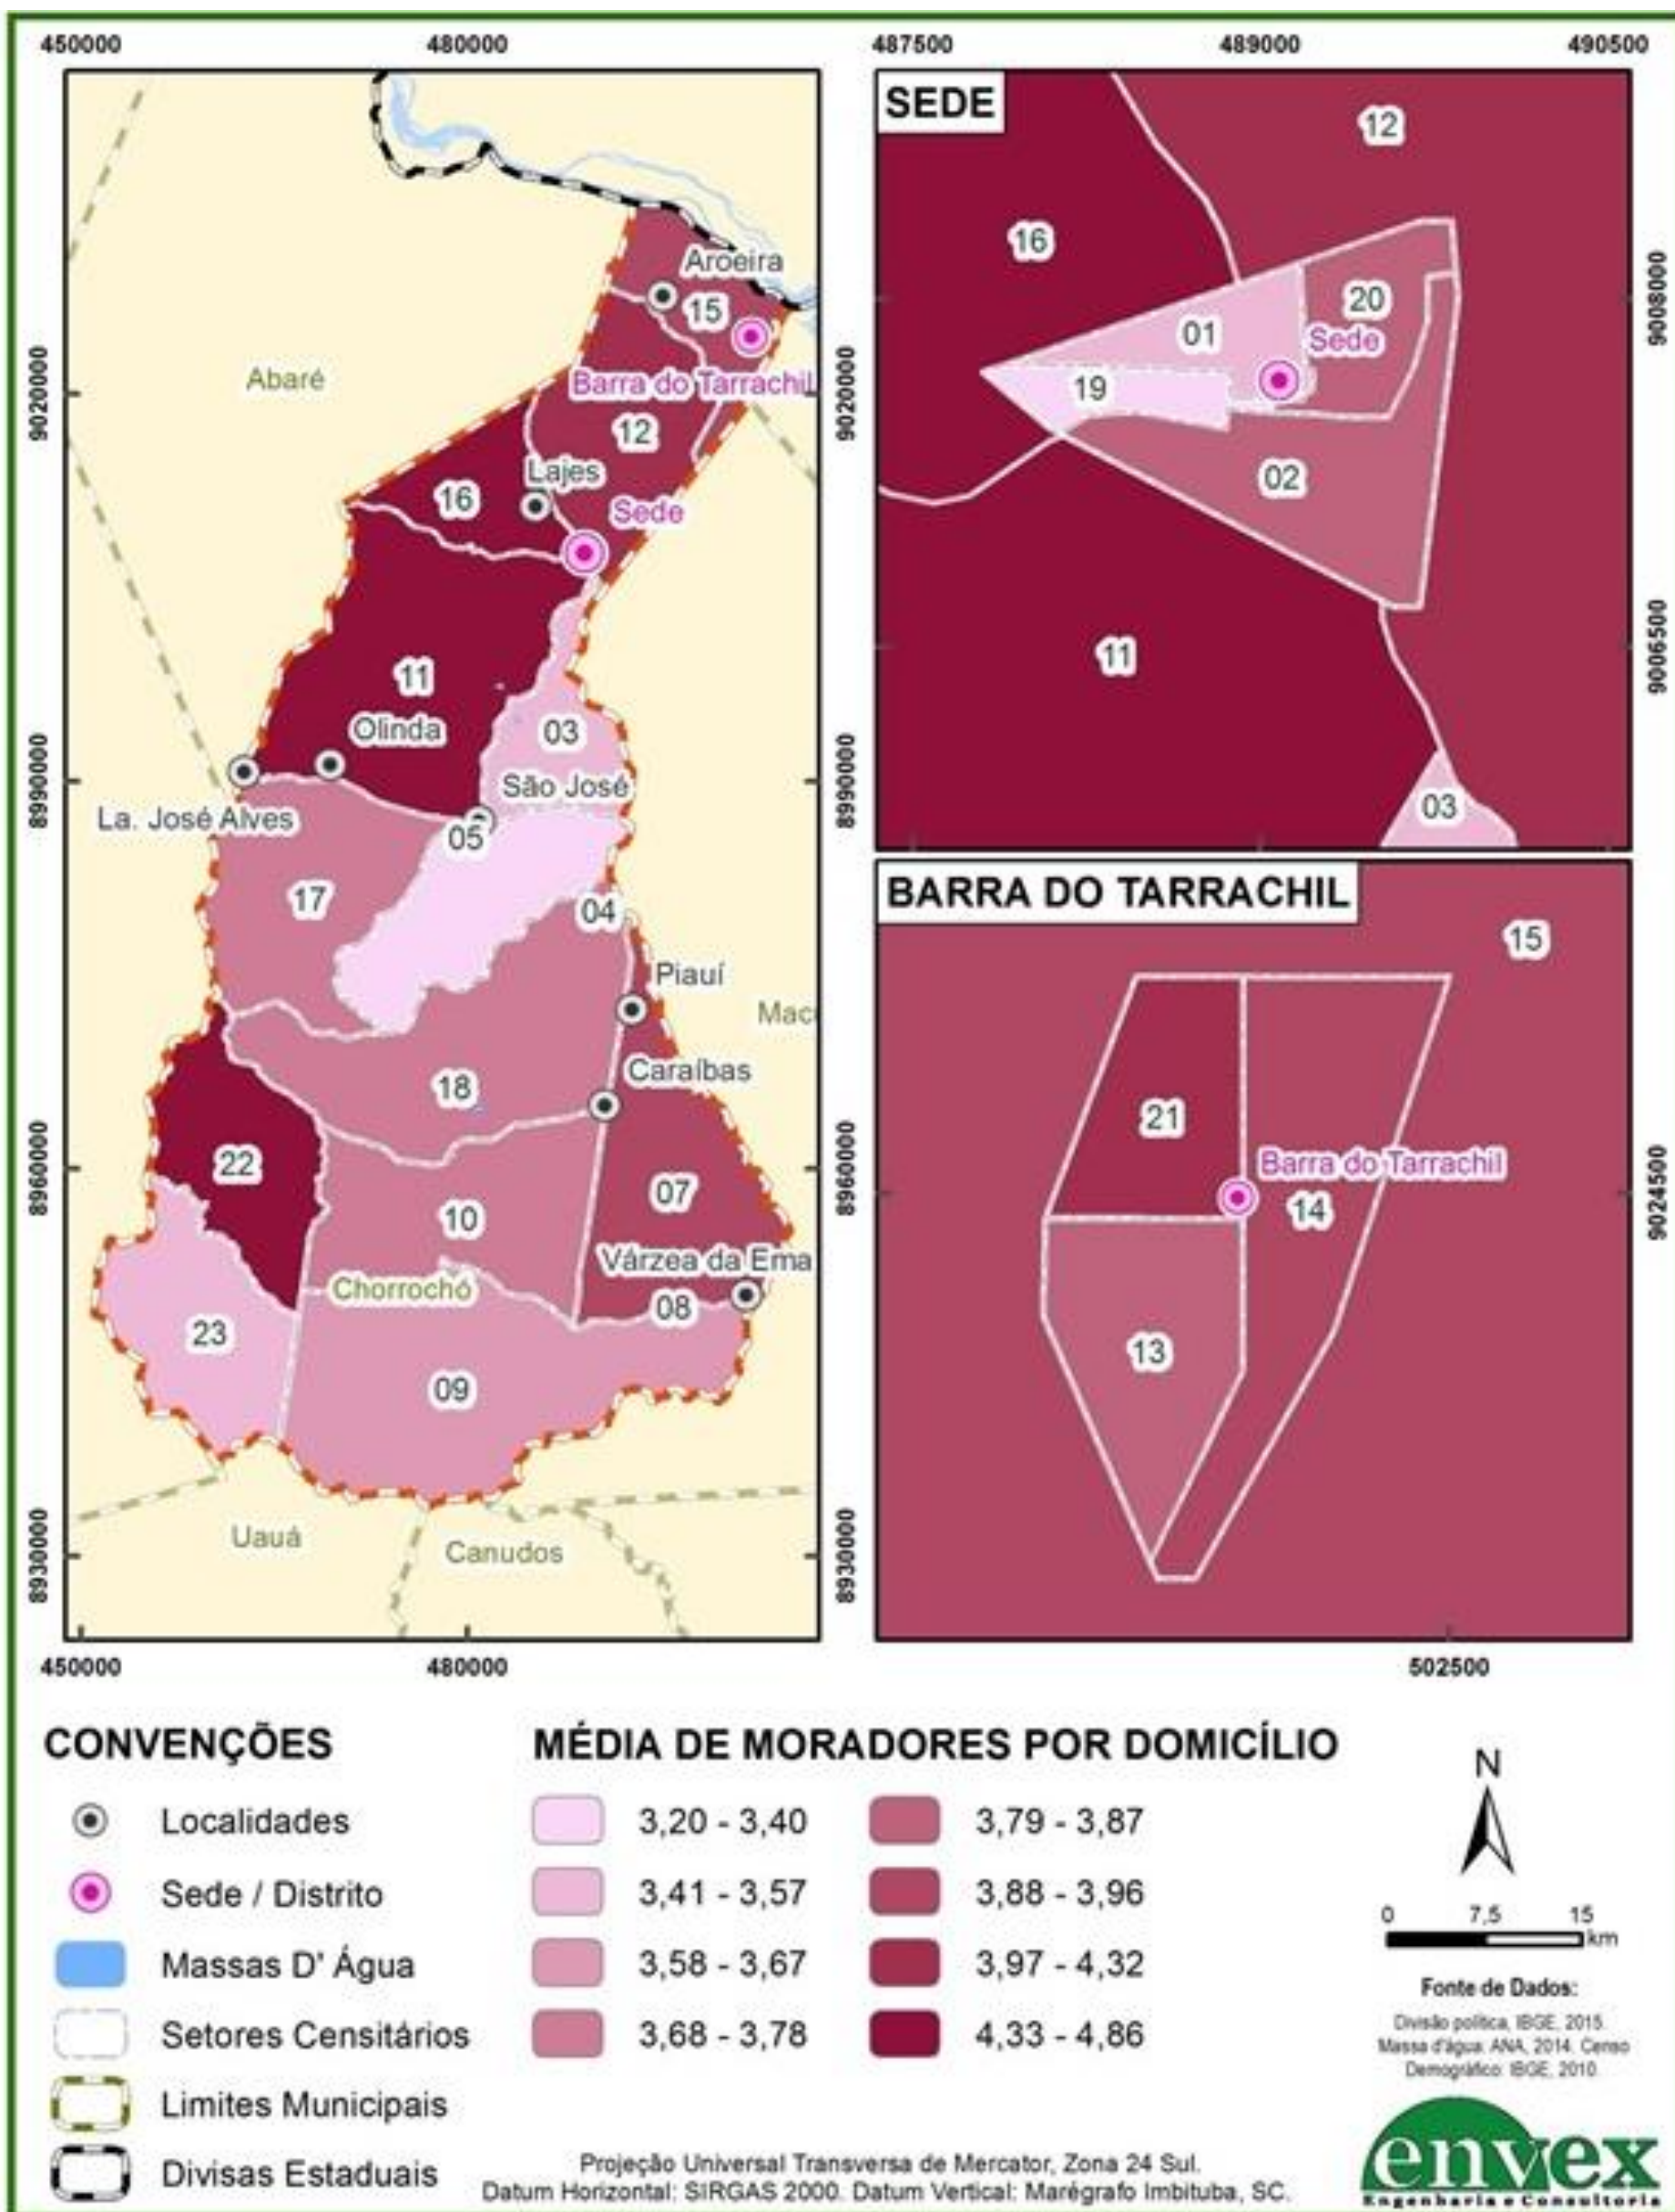 450000 480000 487500 489000 490500
SEDE
12
16
20
01
Sede
19
02
11
03
9008000
9006500
Aroeira
15
Barra do Tarrachil
Abaré
12
Lajes
16
Sede
11
Olinda
03
São José
La. José Alves
05
17
04
Piauí
Mac
Caraíbas
18
22
07
10
Várzea da Ema
Chorrochó
08
23
09
Uauá
Canudos
9020000
8990000
8960000
8930000
9020000
8990000
8960000
8930000
BARRA DO TARRACHIL
15
21
Barra do Tarrachil
14
13
9024500
450000 480000 502500
CONVENÇÕES
Localidades
Sede / Distrito
Massas D' Água
Setores Censitários
Limites Municipais
Divisas Estaduais
MÉDIA DE MORADORES POR DOMICÍLIO
3,20 - 3,40
3,41 - 3,57
3,58 - 3,67
3,68 - 3,78
3,79 - 3,87
3,88 - 3,96
3,97 - 4,32
4,33 - 4,86
N
0 7,5 15
km
Fonte de Dados:
Divisão política, IBGE, 2015.
Massa d'água: ANA, 2014. Censo
Demográfico: IBGE, 2010.
Projeção Universal Transversa de Mercator, Zona 24 Sul.
Datum Horizontal: SIRGAS 2000. Datum Vertical: Marégrafo Imbituba, SC.
envex
Engenharia e Consultoria